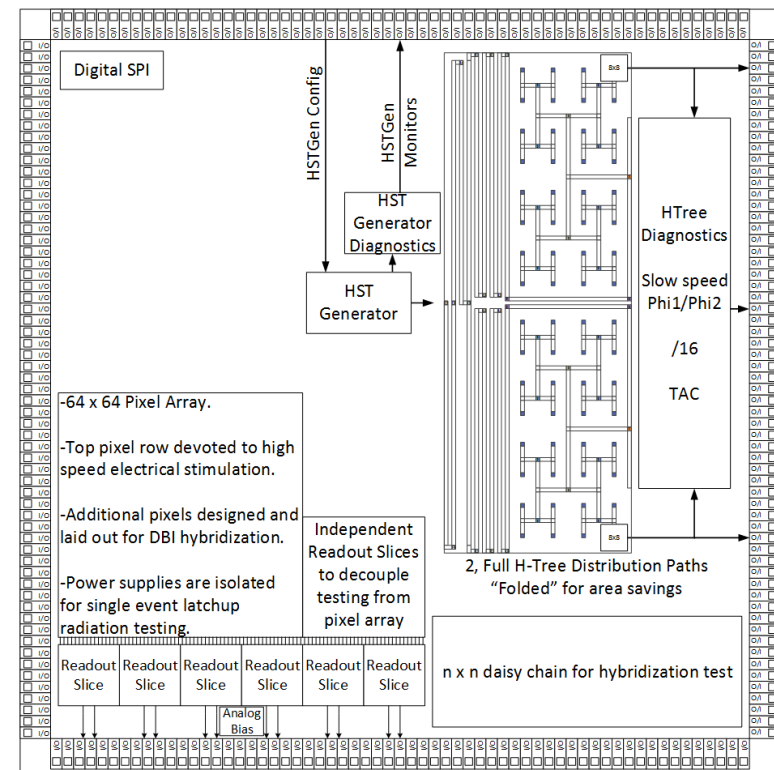 Digital SPI
HSTGen Config
HSTGen
Monitors
HST
Generator
Diagnostics
HST
Generator
8x8
HTree
Diagnostics
Slow speed
Phi1/Phi2
/16
TAC
8x8
2, Full H-Tree Distribution Paths
“Folded” for area savings
-64 x 64 Pixel Array.
-Top pixel row devoted to high
speed electrical stimulation.
-Additional pixels designed and
laid out for DBI hybridization.
-Power supplies are isolated
for single event latchup
radiation testing.
Independent
Readout Slices
to decouple
testing from
pixel array
Readout
Slice
Readout
Slice
Readout
Slice
Readout
Slice
Readout
Slice
Readout
Slice
Analog
Bias
n x n daisy chain for hybridization test
I/O